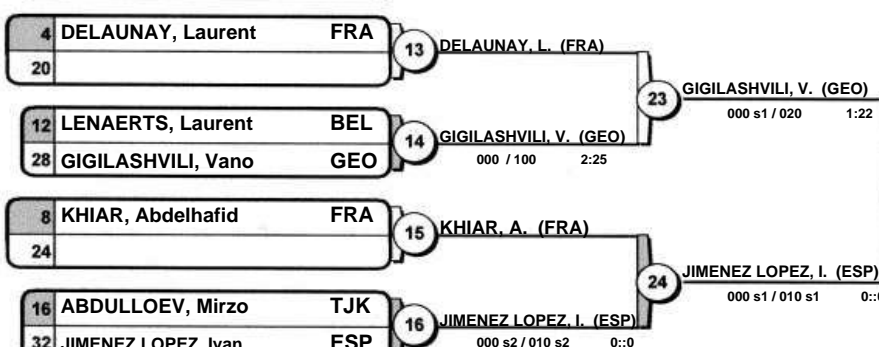 4 DELAUNAY, Laurent FRA
20
13
DELAUNAY, L. (FRA)
23
GIGILASHVILI, V. (GEO)
000 s1 / 020 1:22
12 LENAERTS, Laurent BEL
28 GIGILASHVILI, Vano GEO
14
GIGILASHVILI, V. (GEO)
000 / 100 2:25
8 KHIAR, Abdelhafid FRA
24
15
KHIAR, A. (FRA)
24
JIMENEZ LOPEZ, I. (ESP)
000 s1 / 010 s1
16 ABDULLOEV, Mirzo TJK
32 JIMENEZ LOPEZ, Ivan ESP
16
JIMENEZ LOPEZ, I. (ESP)
000 s2 / 010 s2 0::0